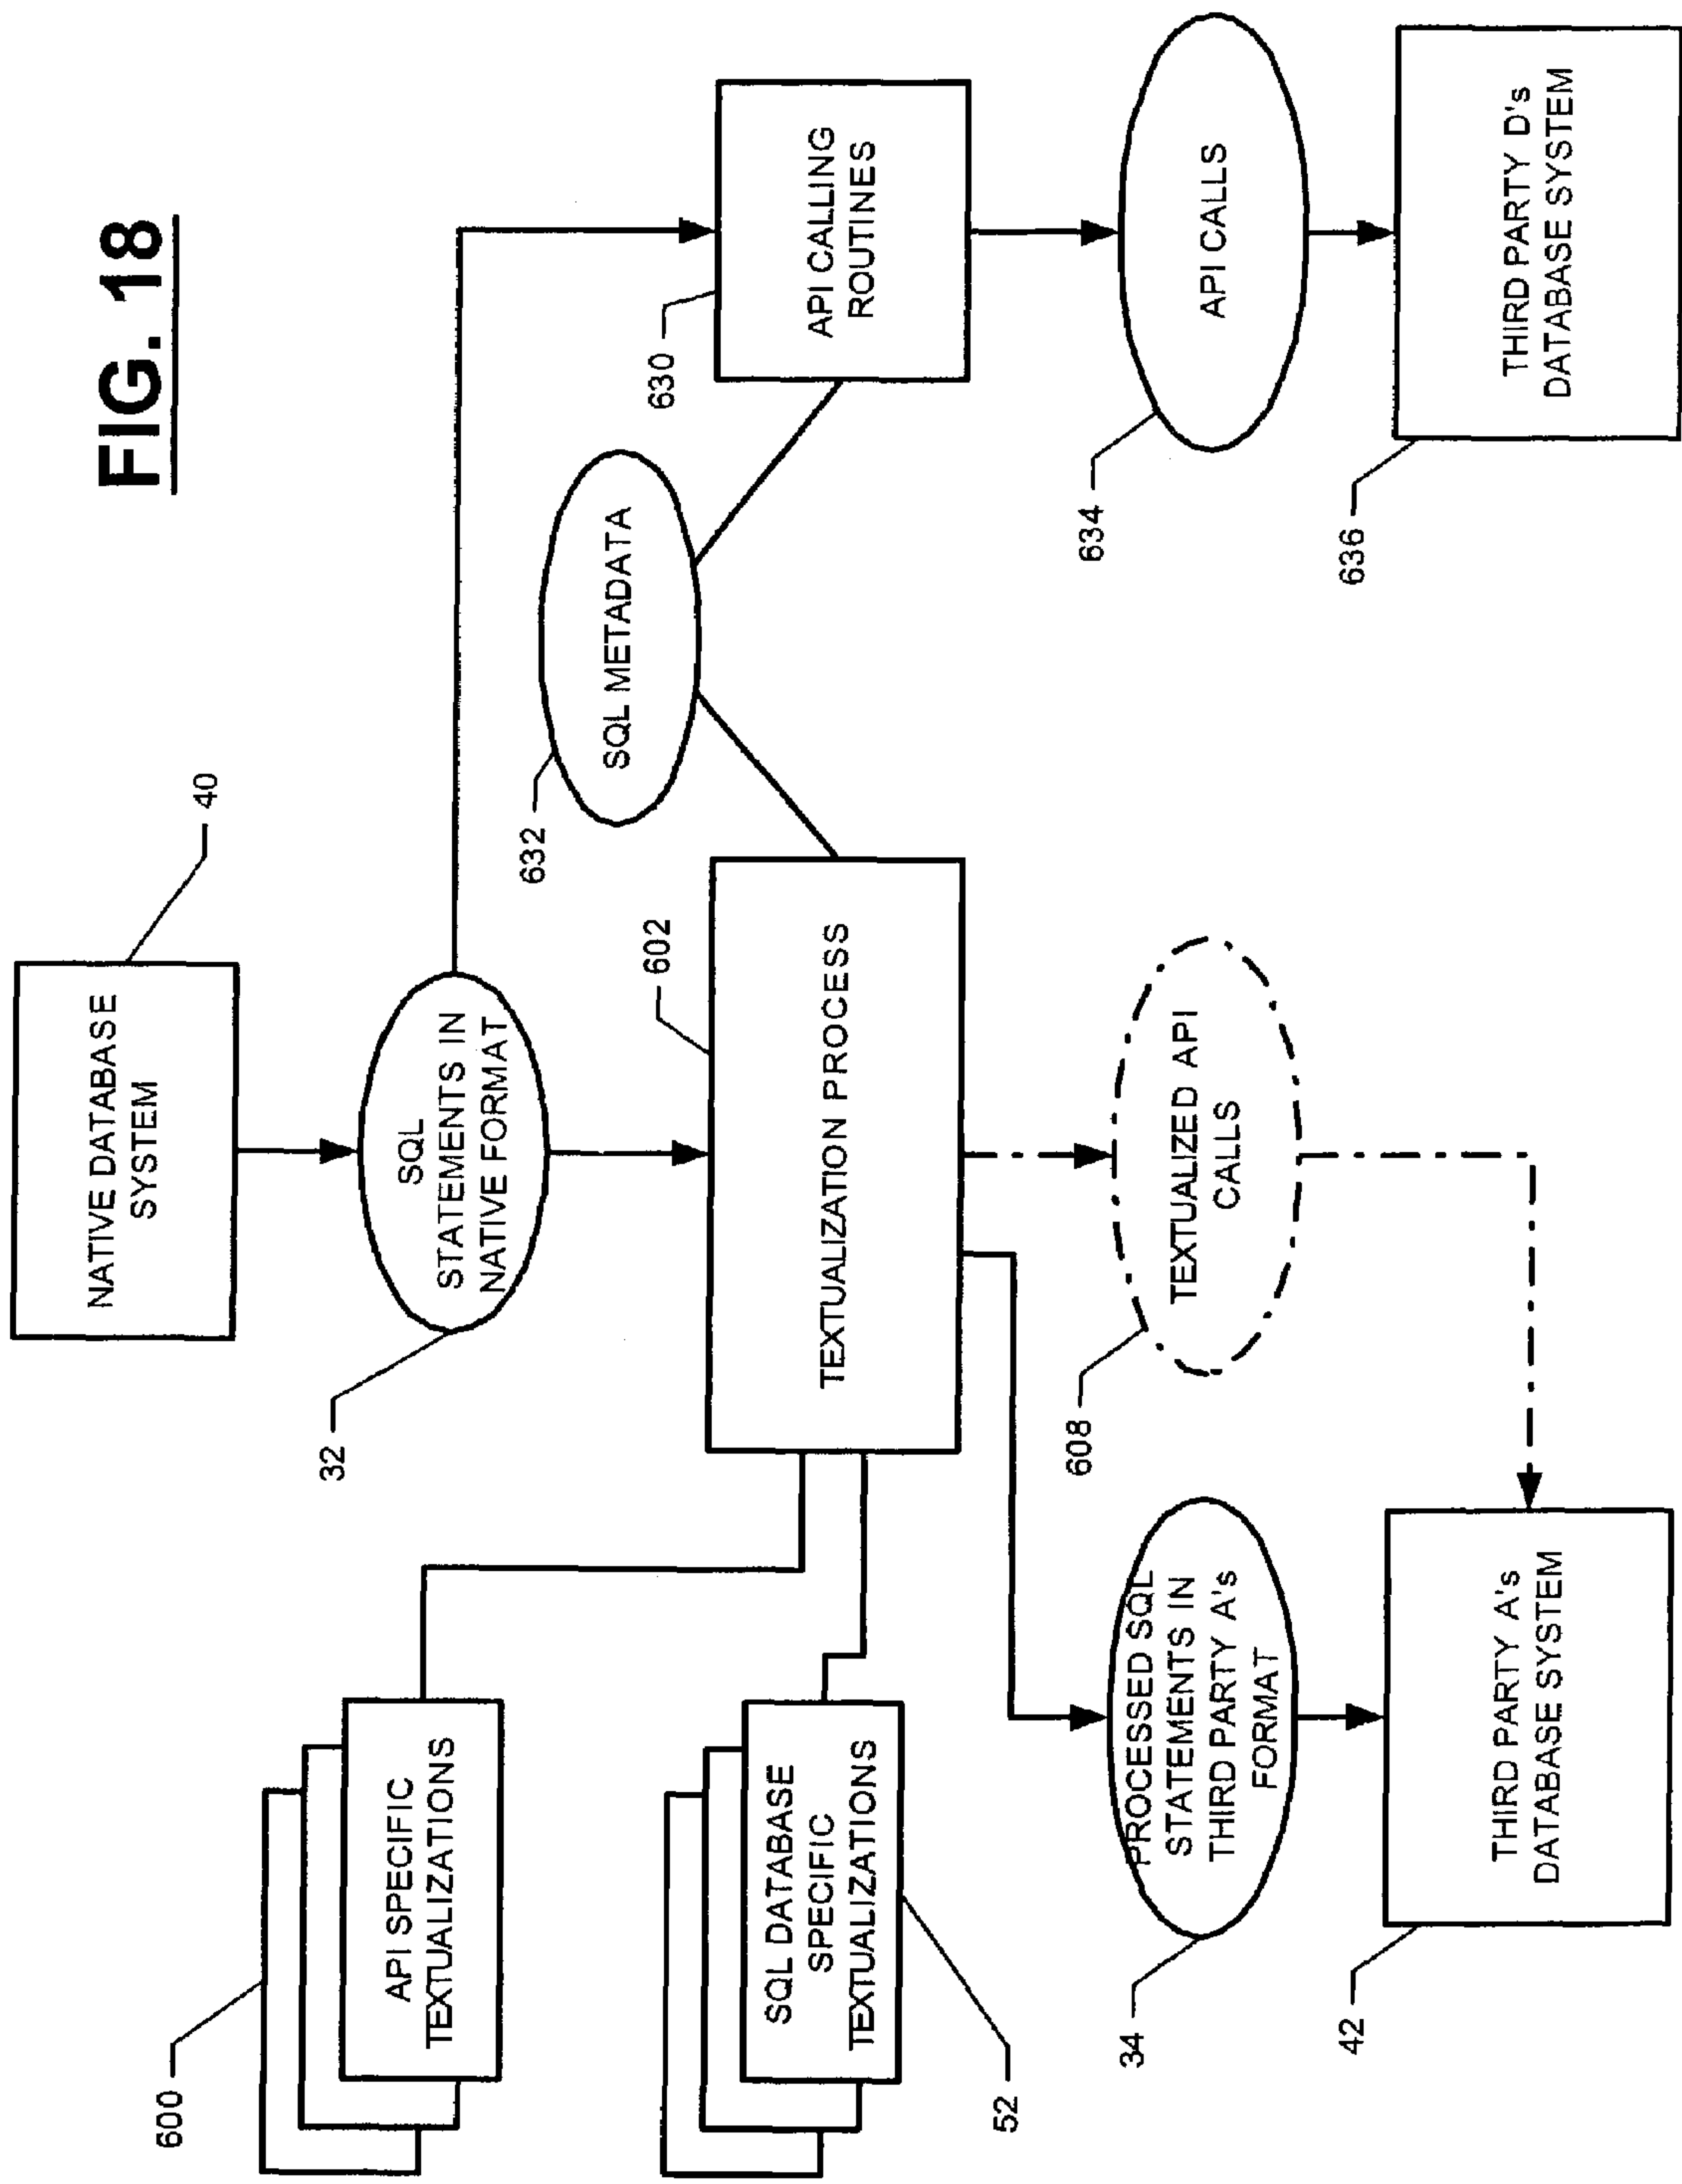 FIG. 18
NATIVE DATABASE
SYSTEM
40
SQL
STATEMENTS IN
NATIVE FORMAT
32
600
API SPECIFIC
TEXTUALIZATIONS
SQL DATABASE
SPECIFIC
TEXTUALIZATIONS
52
TEXTUALIZATION PROCESS
602
632
SQL METADATA
630
API CALLING
ROUTINES
34
PROCESSED SQL
STATEMENTS IN
THIRD PARTY A's
FORMAT
608
TEXTUALIZED API
CALLS
634
API CALLS
42
THIRD PARTY A's
DATABASE SYSTEM
636
THIRD PARTY D's
DATABASE SYSTEM